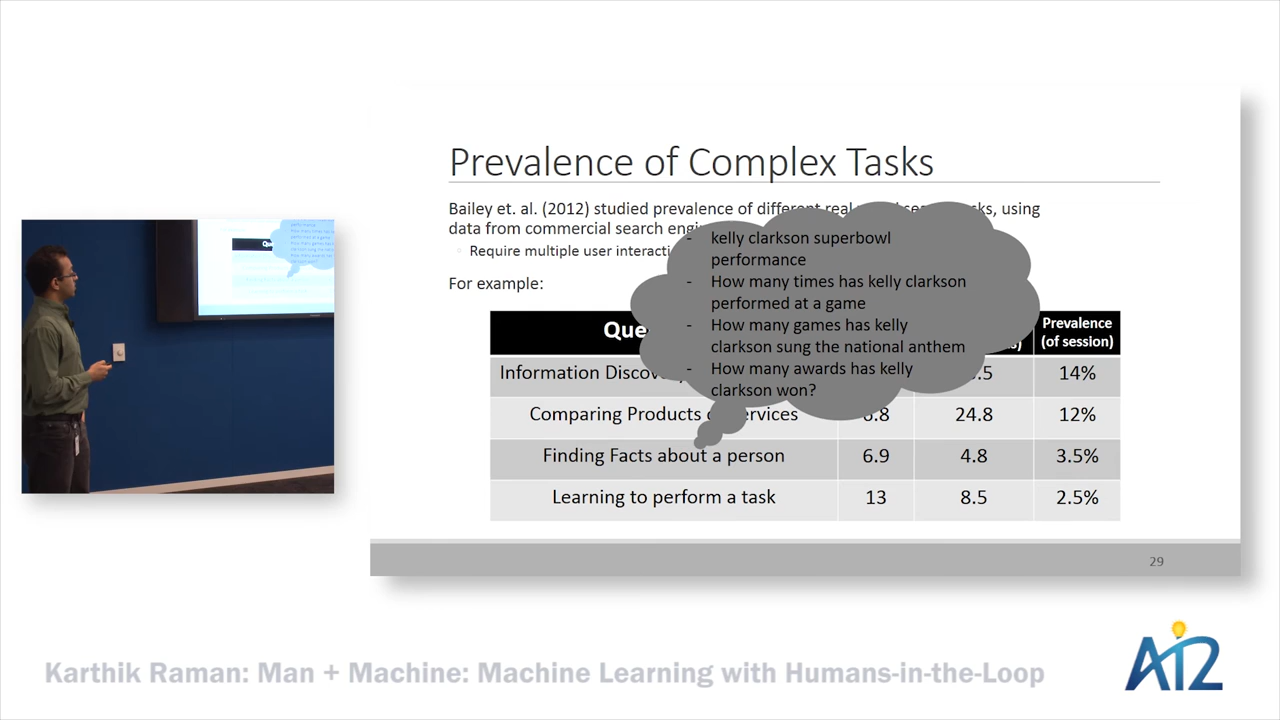 Prevalence of Complex Tasks
Bailey et. al. (2012) studied prevalence of different real
using
data from commercial search
Require multiple user
- kelly clarkson superbowl
performance
- How many times has kelly clarkson
performed at a game
- How many games has kelly
clarkson sung the national anthem
- How many awards has kelly
clarkson won?
For example:
Prevalence
(of session)
Information 14%
Comparing Products 24.8 12%
Finding Facts about a person 6.9 4.8 3.5%
Learning to perform a task 13 8.5 2.5%
29
Karthik Raman: Man + Machine: Machine Learning with Humans-in-the-Loop
AI2